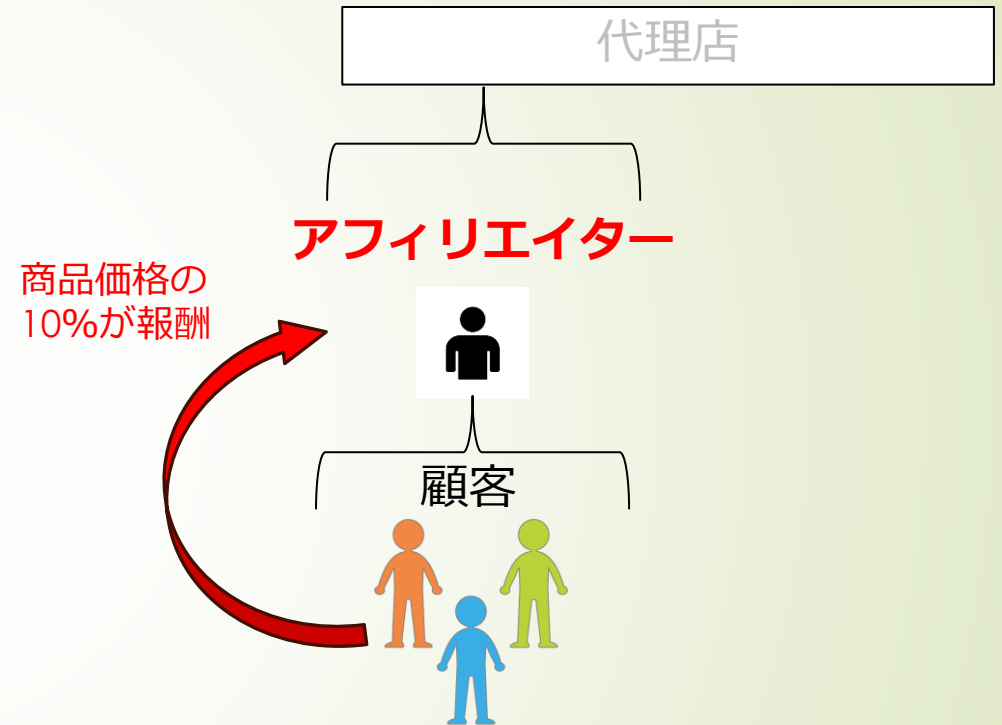 代理店
アフィリエイター
商品価格の
10%が報酬
顧客